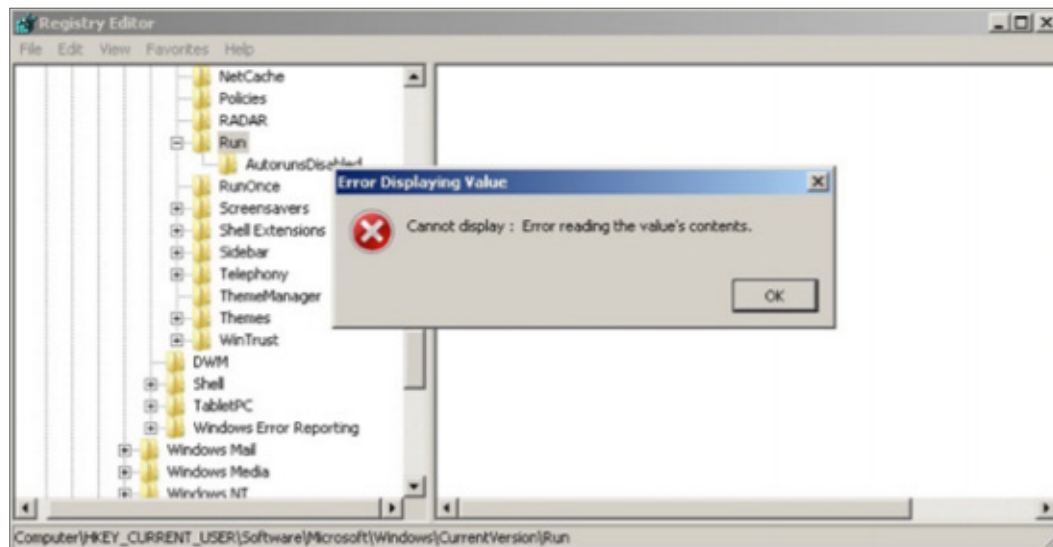 Registry Editor
File Edit View Favorites Help
NetCache
Policies
RADAR
Run
AutorunsDisabled
RunOnce
Screensavers
Shell Extensions
Sidebar
Telephony
ThemeManager
Themes
WinTrust
DWM
Shell
TabletPC
Windows Error Reporting
Windows Mail
Windows Media
Windows NT
Error Displaying Value
Cannot display : Error reading the value's contents.
OK
Computer\HKEY_CURRENT_USER\Software\Microsoft\Windows\CurrentVersion\Run